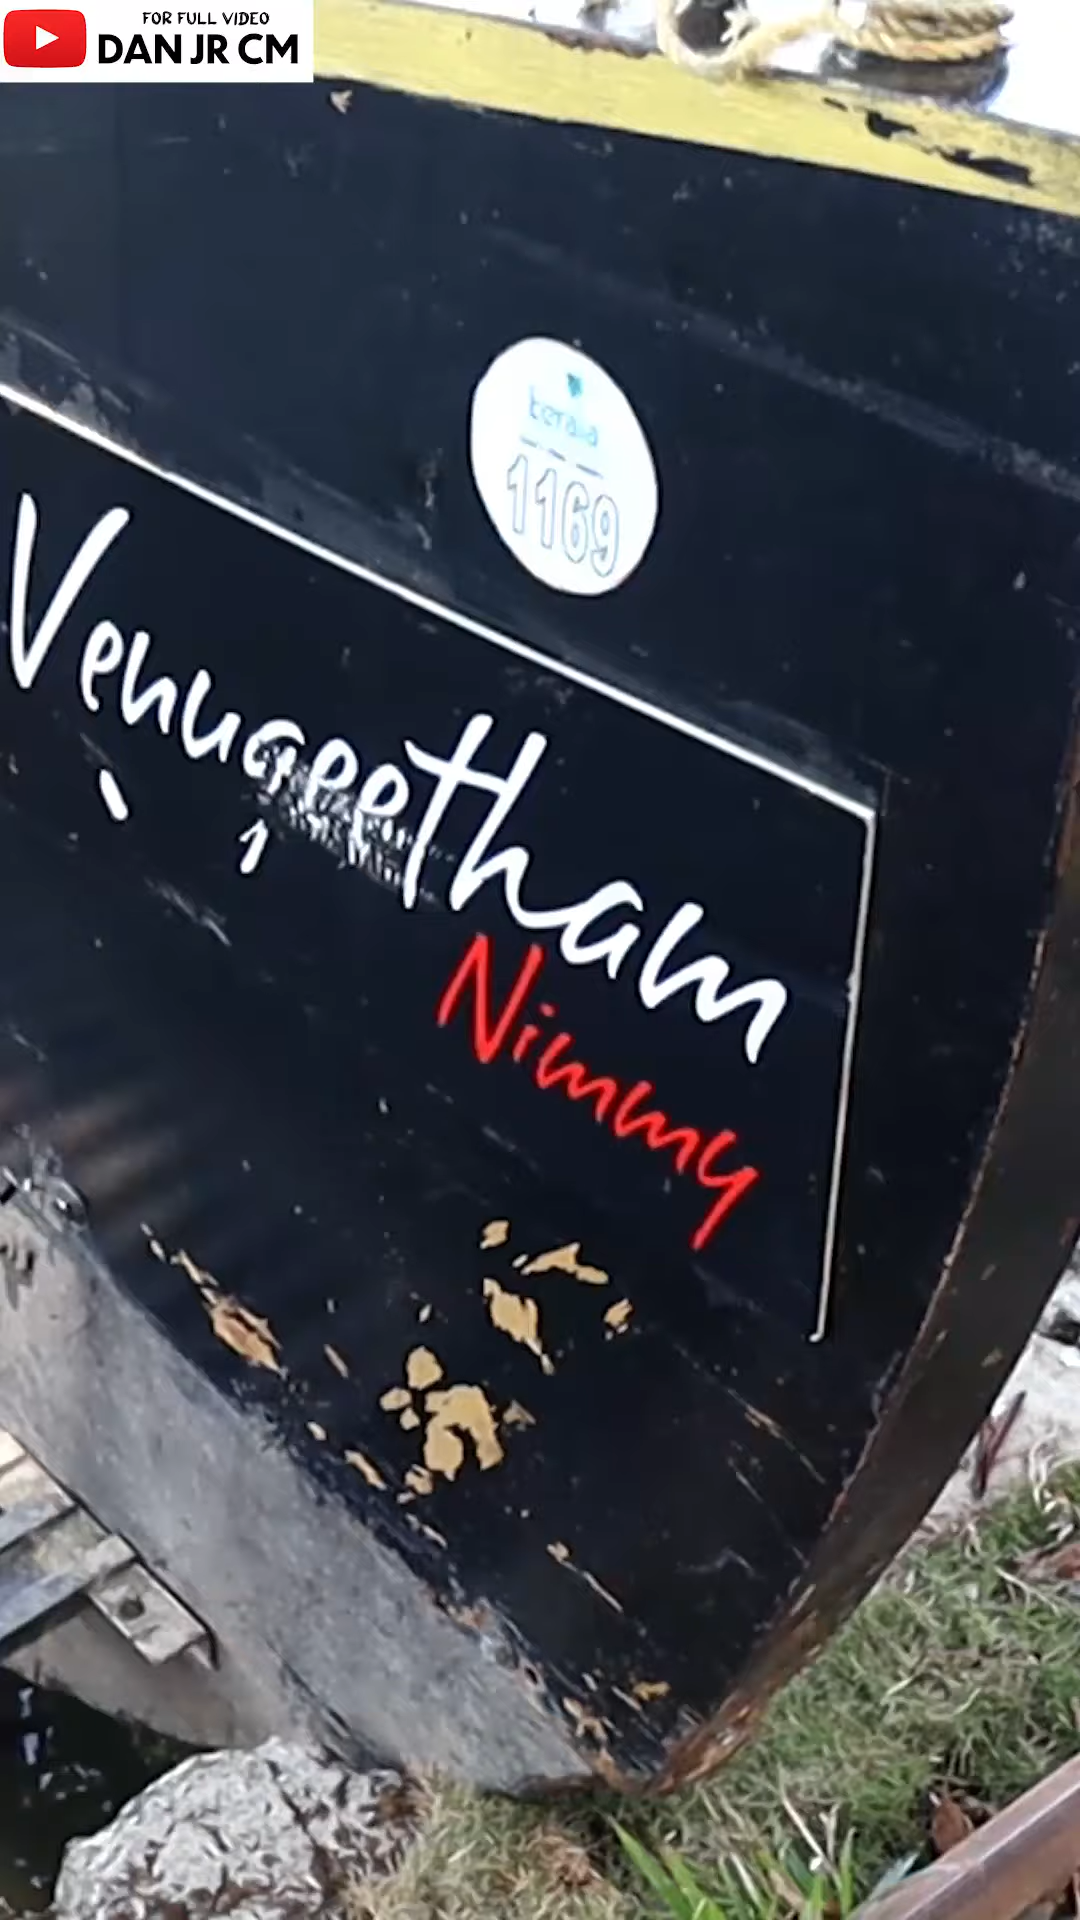 FOR FULL VIDEO
DAN JR CM
kerala
1169
Venugeetham
Nimmy